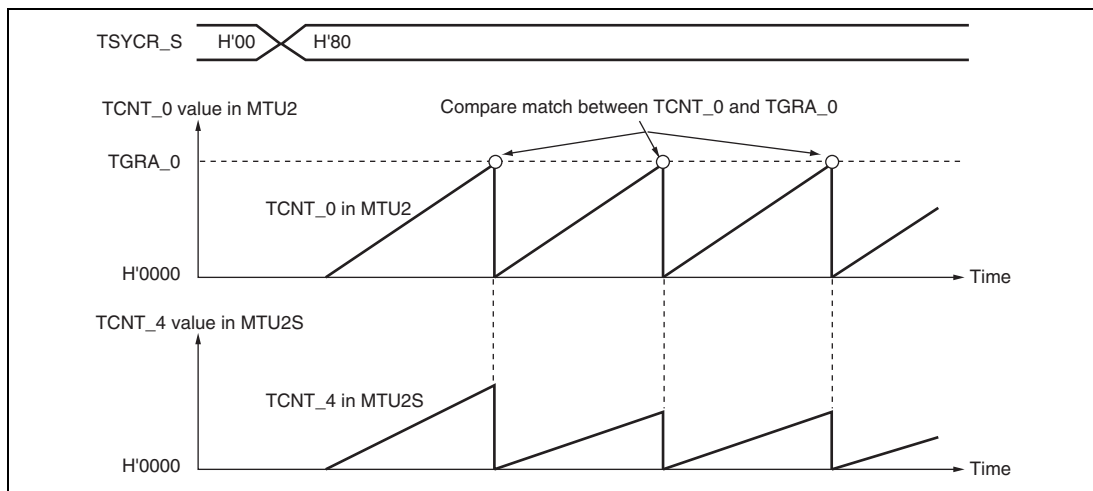 TSYCR_S H'00 H'80
TCNT_0 value in MTU2
Compare match between TCNT_0 and TGRA_0
TGRA_0
TCNT_0 in MTU2
H'0000
Time
TCNT_4 value in MTU2S
TCNT_4 in MTU2S
H'0000
Time